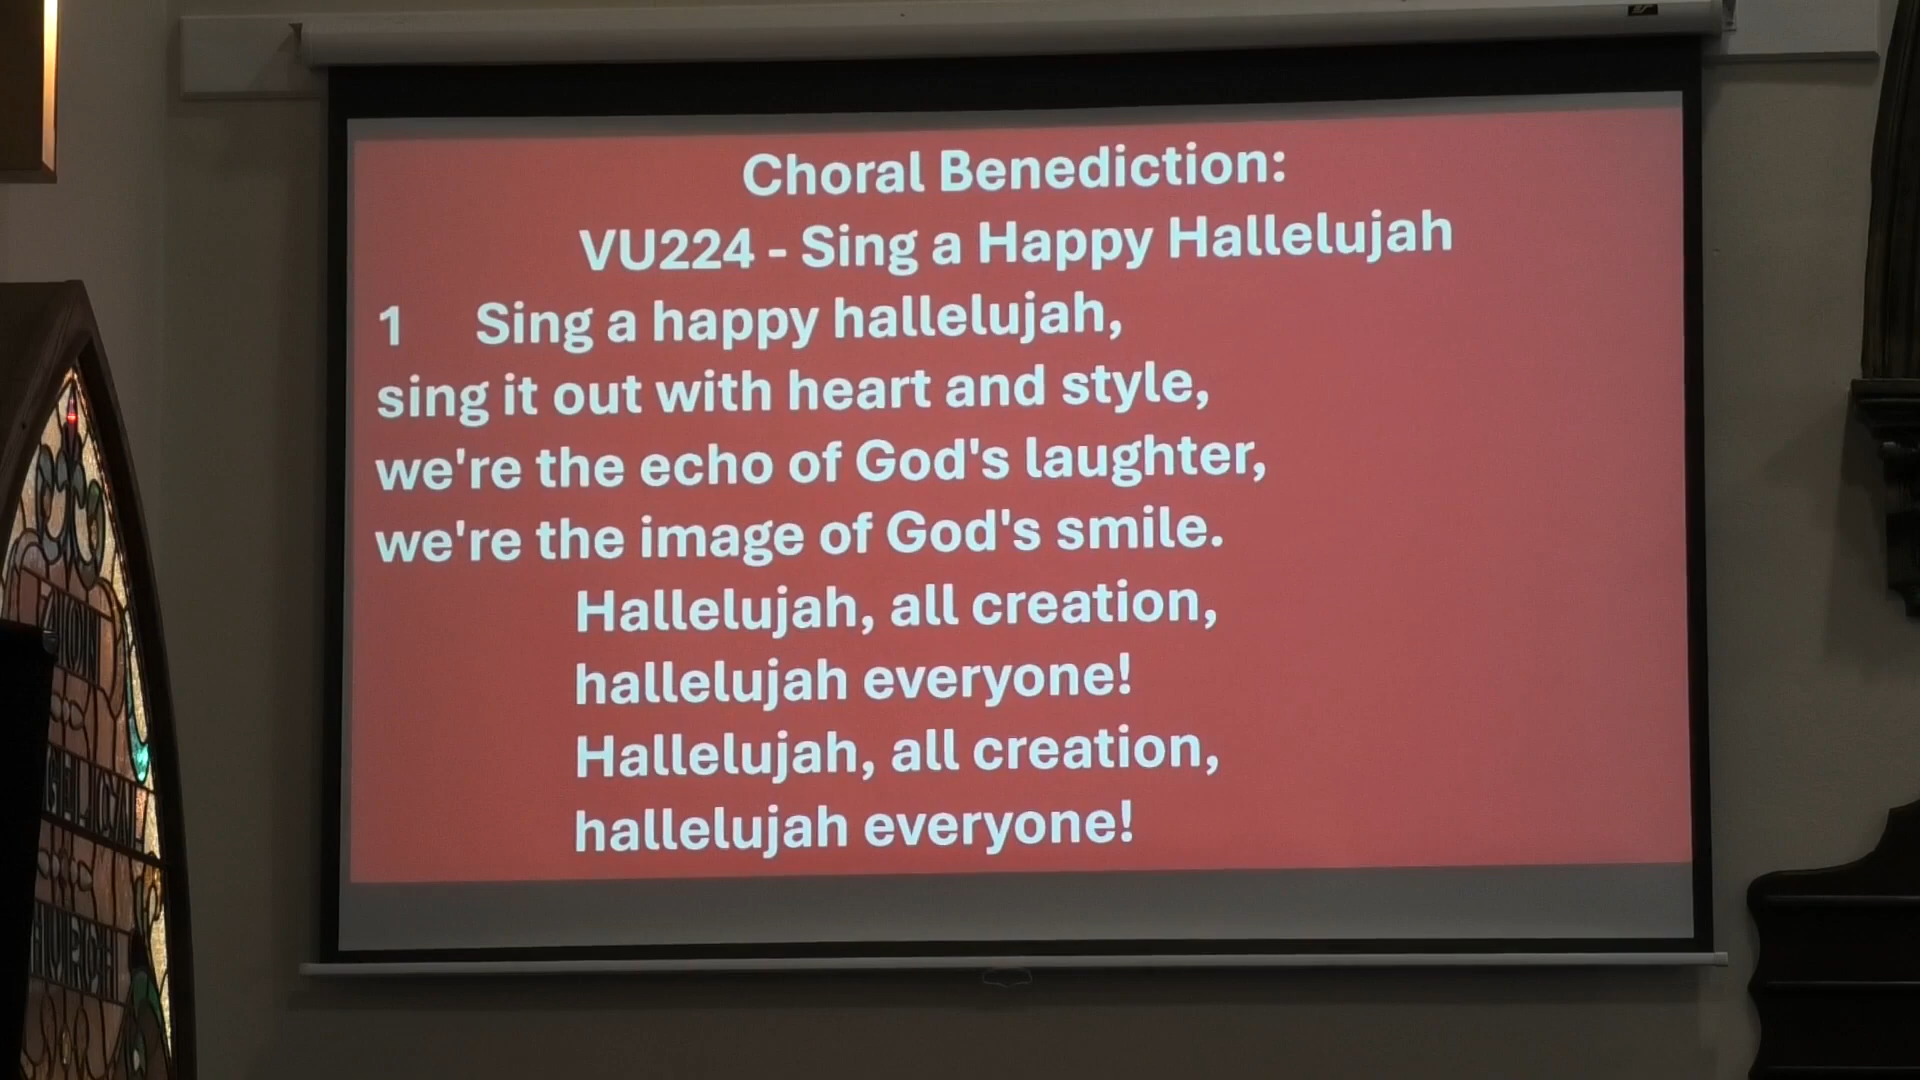 Choral Benediction:
VU224 - Sing a Happy Hallelujah
1 Sing a happy hallelujah,
sing it out with heart and style,
we're the echo of God's laughter,
we're the image of God's smile.
Hallelujah, all creation,
hallelujah everyone!
Hallelujah, all creation,
hallelujah everyone!